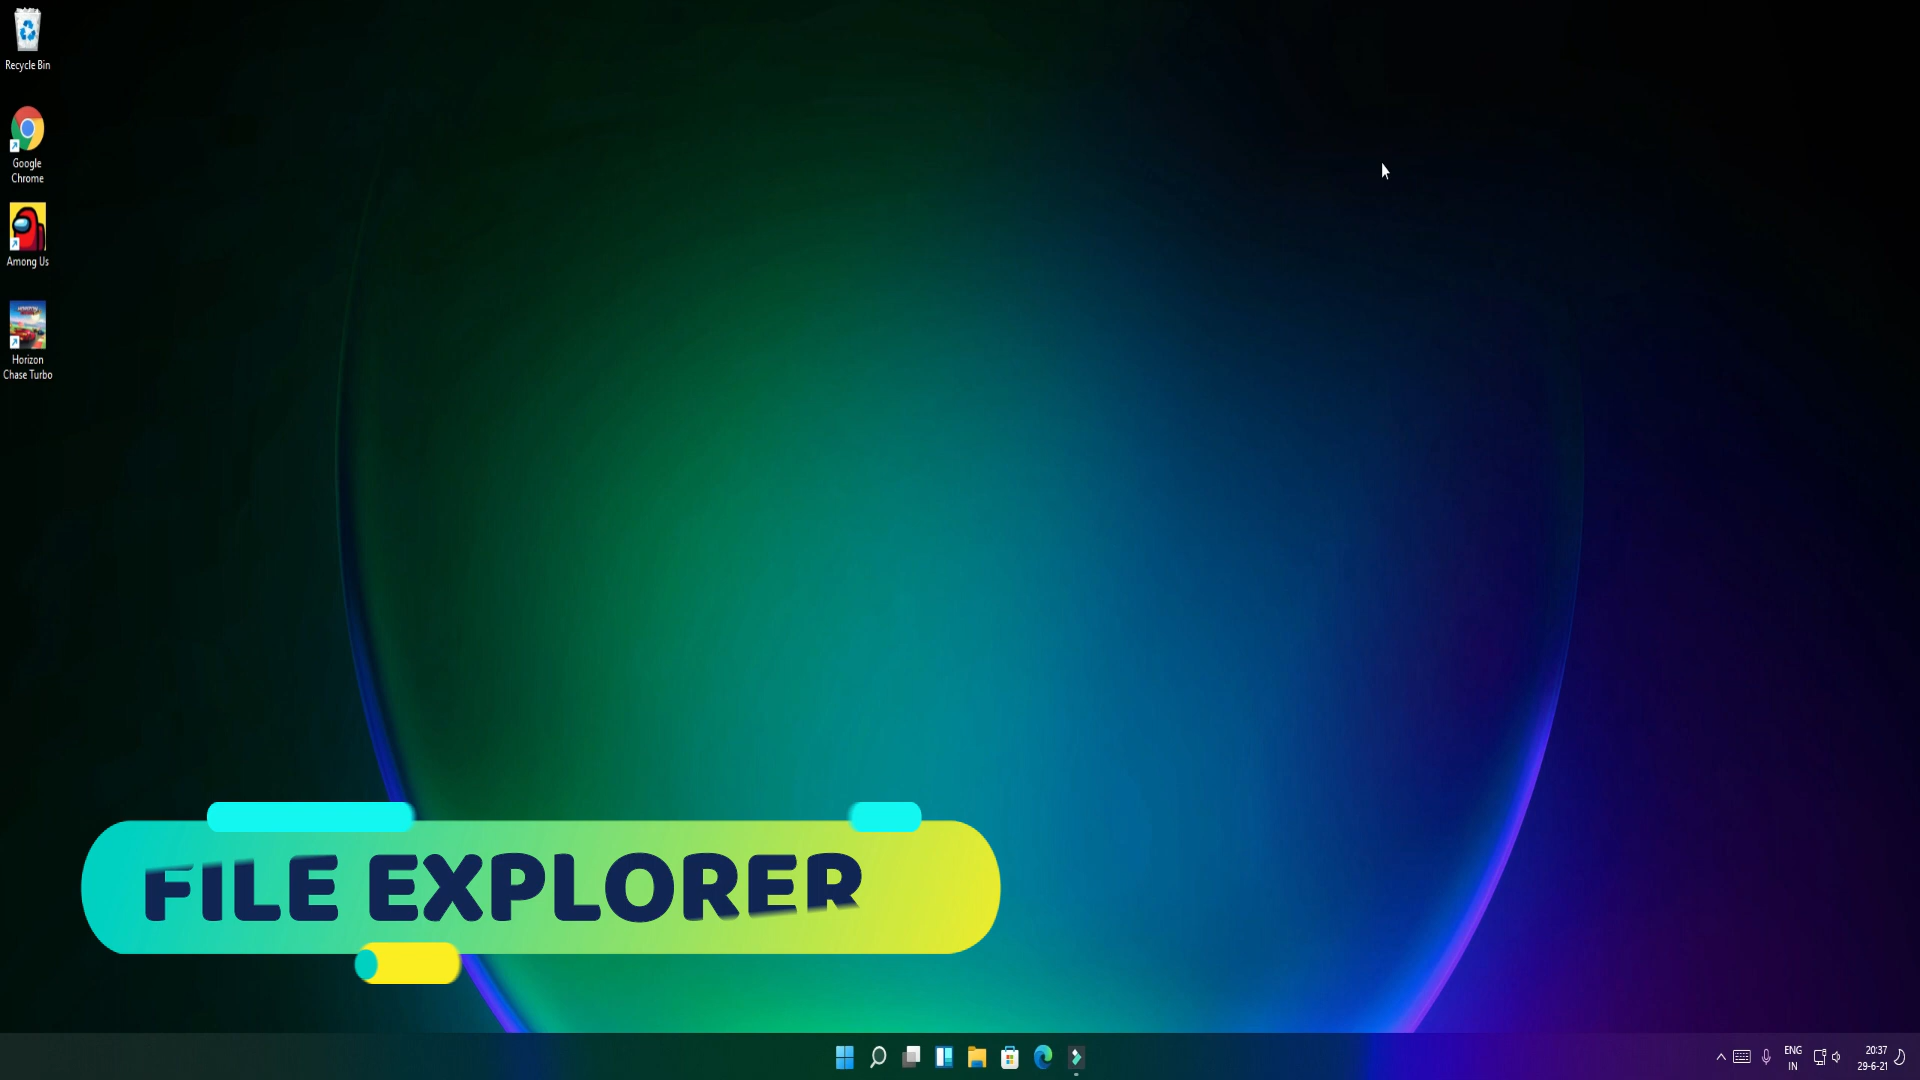 Recycle Bin
Google
Chrome
Among Us
Horizon
Chase Turbo
FILE EXPLORER
ENG
IN
20:37
29-6-21